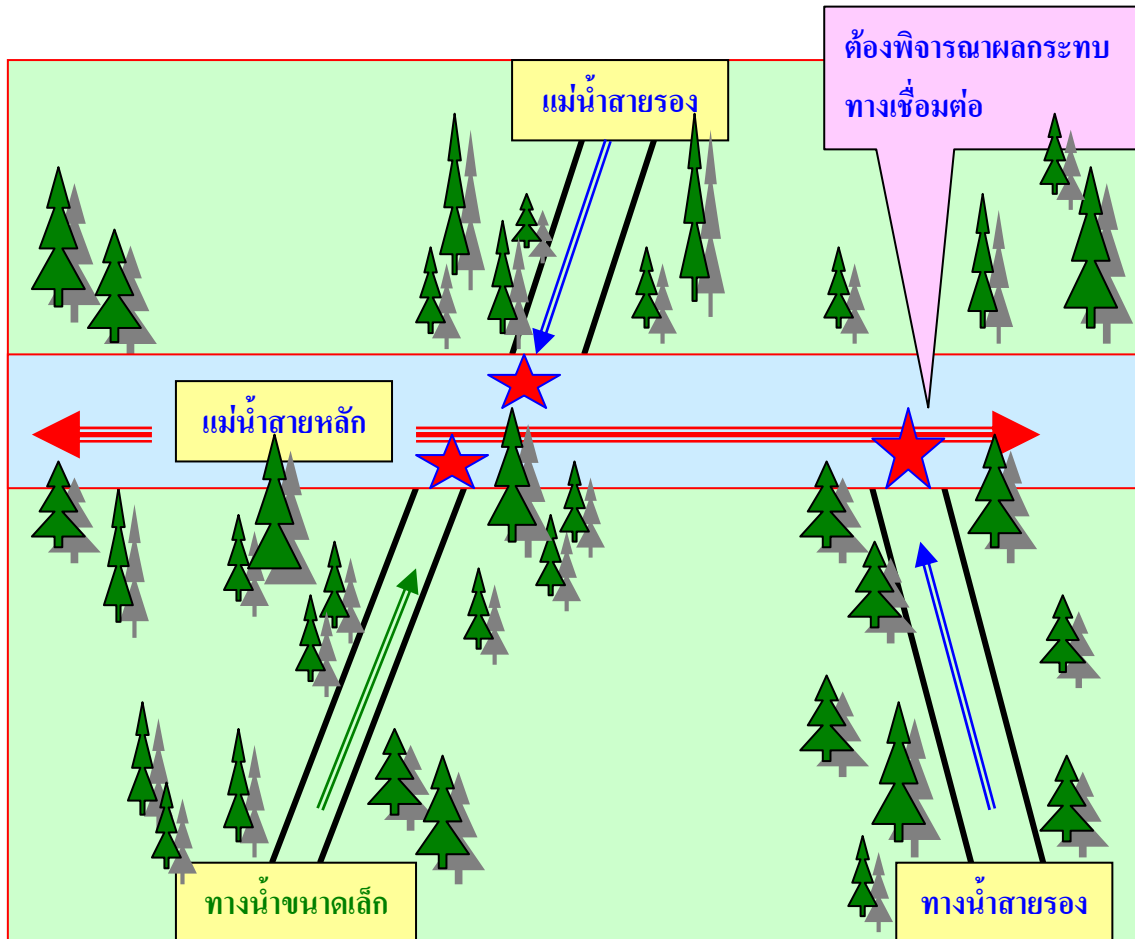 ต้องพิจารณาผลกระทบ
ทางเชื่อมต่อ
แม่น้ำสายรอง
แม่น้ำสายหลัก
ทางน้ำขนาดเล็ก
ทางน้ำสายรอง